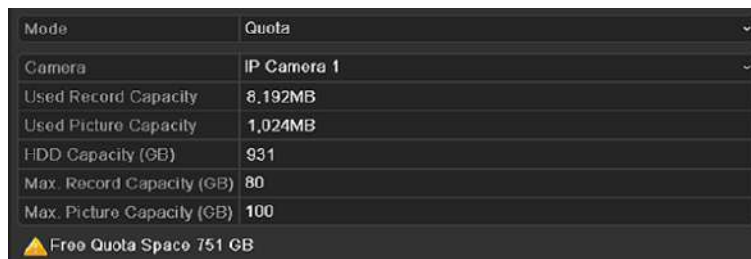 Mode Quota
Camera IP Camera 1
Used Record Capacity 8,192MB
Used Picture Capacity 1,024MB
HDD Capacity (GB) 931
Max. Record Capacity (GB) 80
Max. Picture Capacity (GB) 100
Free Quota Space 751 GB